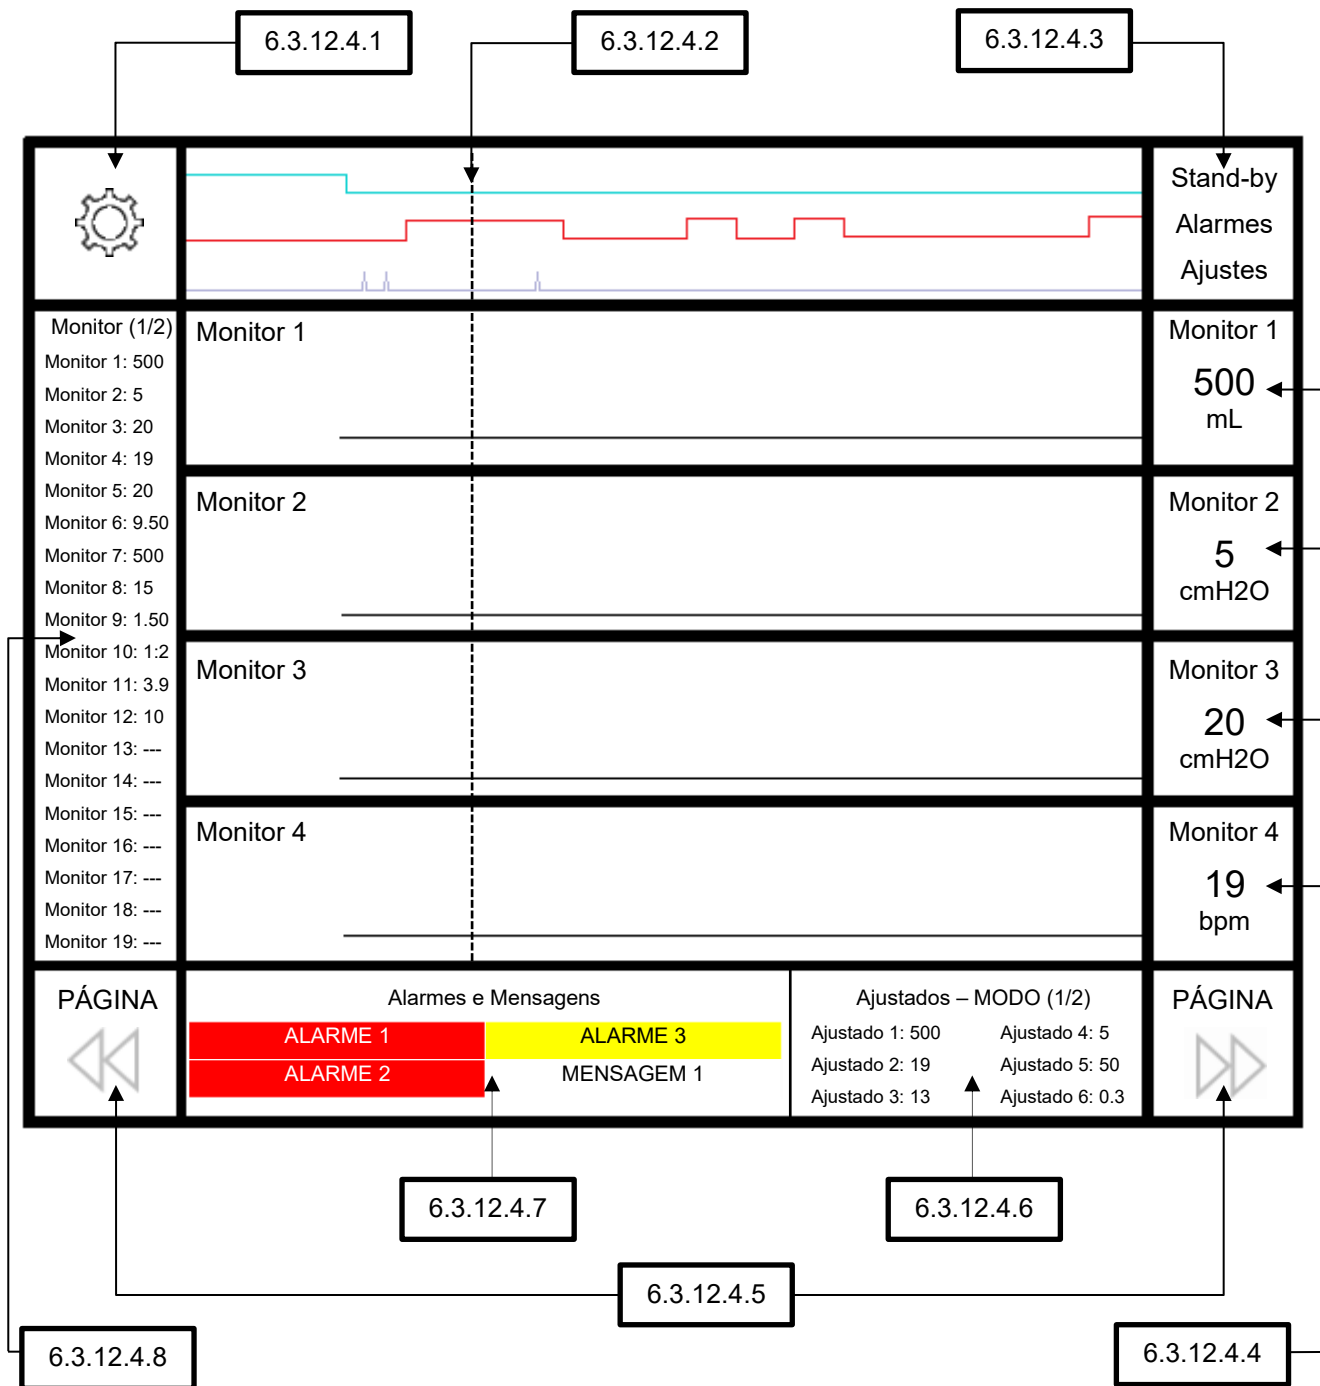 6.3.12.4.1
6.3.12.4.2
6.3.12.4.3
Stand-by
Alarmes
Ajustes
Monitor (1/2)
Monitor 1: 500
Monitor 2: 5
Monitor 3: 20
Monitor 4: 19
Monitor 5: 20
Monitor 6: 9.50
Monitor 7: 500
Monitor 8: 15
Monitor 9: 1.50
Monitor 10: 1:2
Monitor 11: 3.9
Monitor 12: 10
Monitor 13: ---
Monitor 14: ---
Monitor 15: ---
Monitor 16: ---
Monitor 17: ---
Monitor 18: ---
Monitor 19: ---
Monitor 1
Monitor 2
Monitor 3
Monitor 4
Monitor 1
500
mL
Monitor 2
5
cmH2O
Monitor 3
20
cmH2O
Monitor 4
19
bpm
PÁGINA
Alarmes e Mensagens
ALARME 1
ALARME 3
ALARME 2
MENSAGEM 1
Ajustados – MODO (1/2)
Ajustado 1: 500
Ajustado 4: 5
Ajustado 2: 19
Ajustado 5: 50
Ajustado 3: 13
Ajustado 6: 0.3
PÁGINA
6.3.12.4.7
6.3.12.4.6
6.3.12.4.5
6.3.12.4.8
6.3.12.4.4